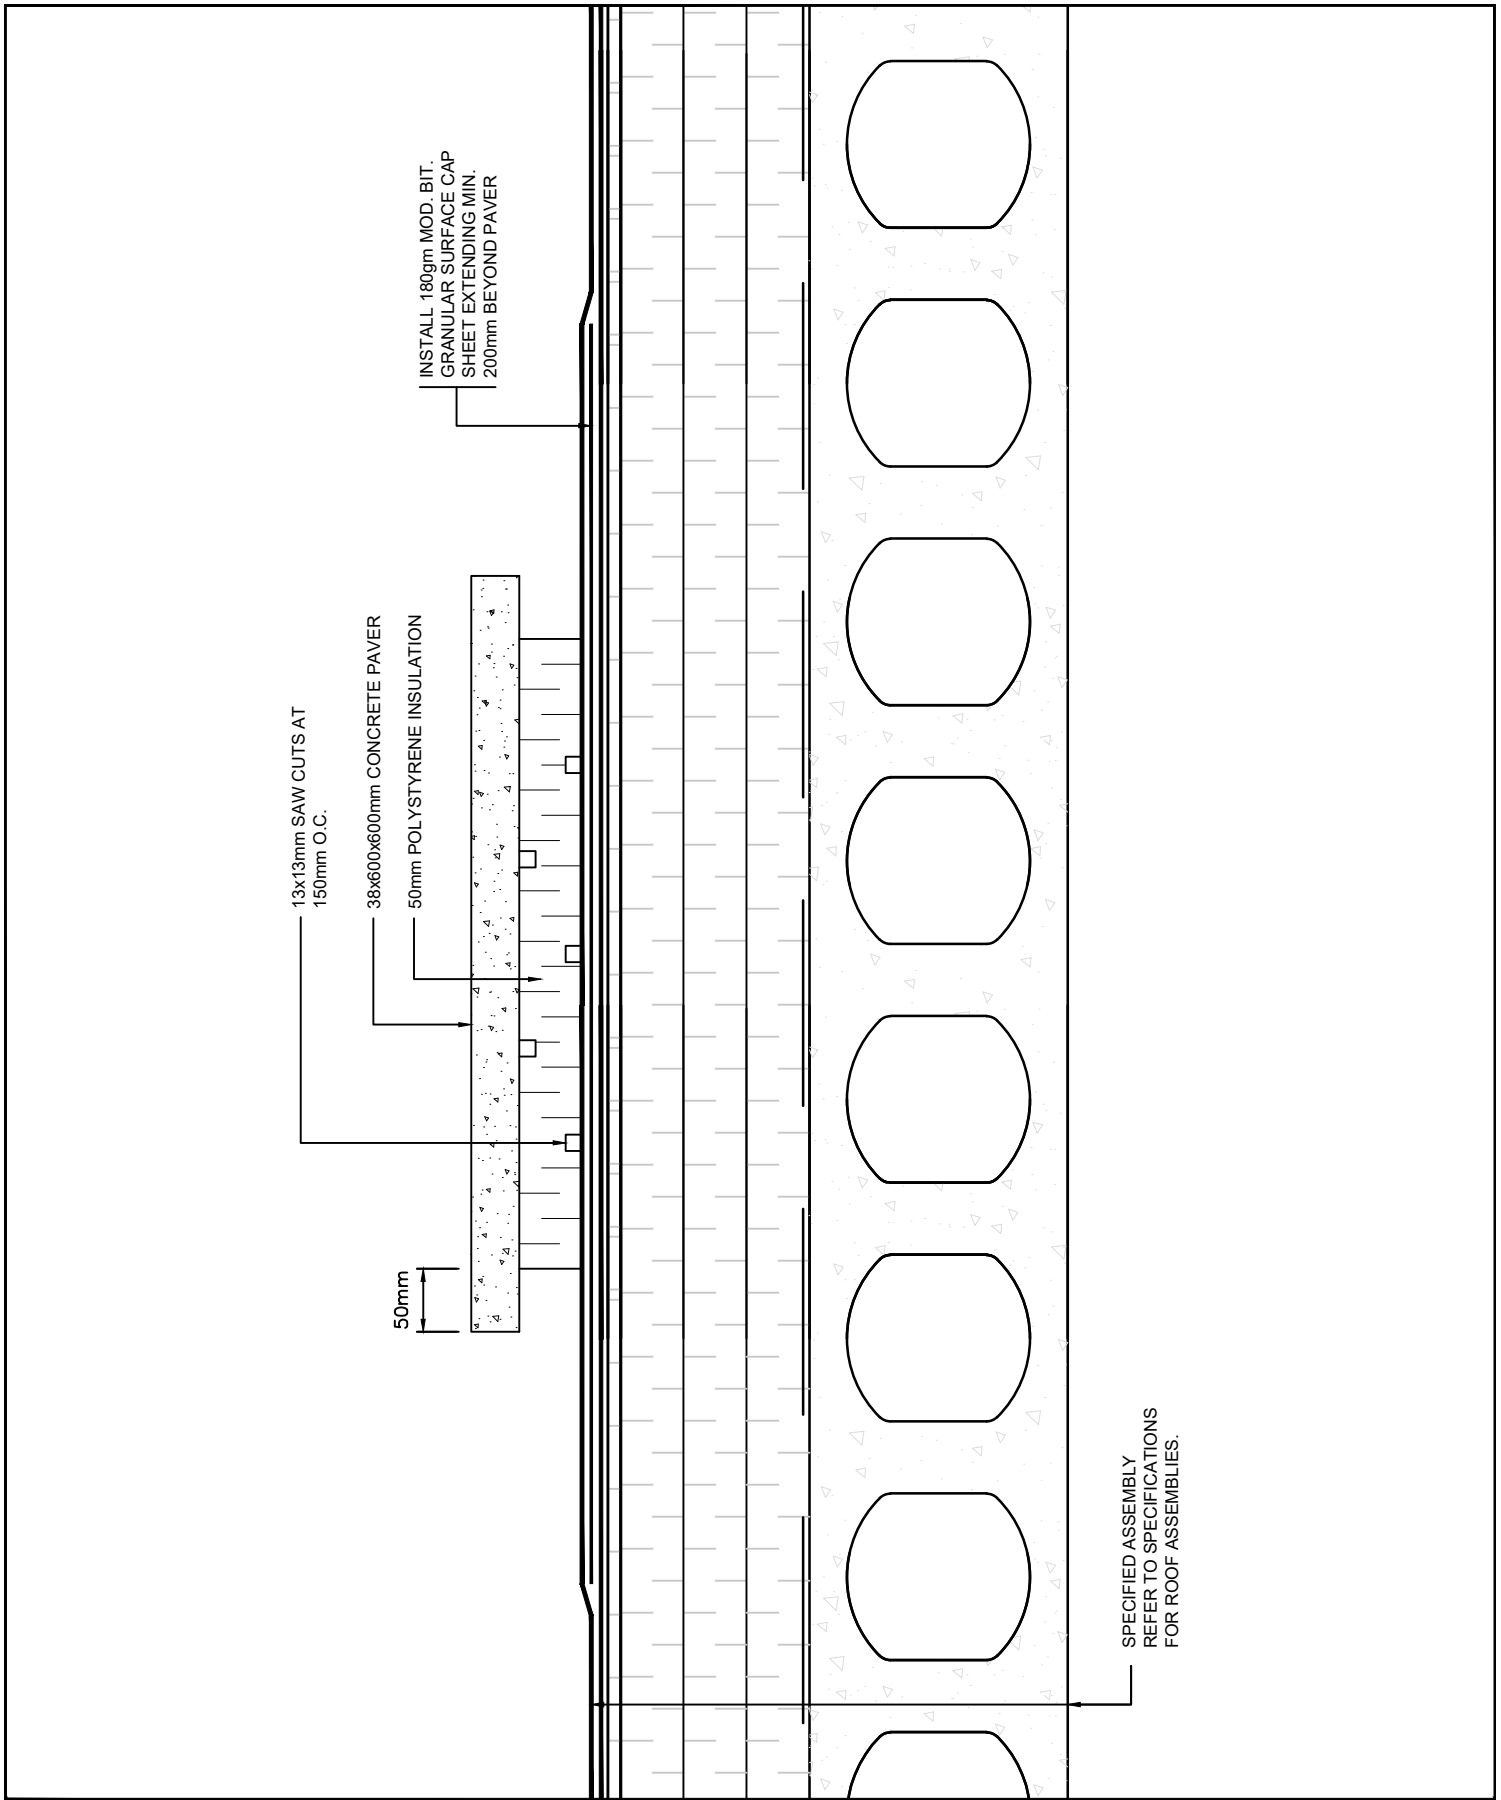 13x13mm SAW CUTS AT
150mm O.C.
38x600x600mm CONCRETE PAVER
50mm POLYSTYRENE INSULATION
50mm
INSTALL 180gm MOD. BIT.
GRANULAR SURFACE CAP
SHEET EXTENDING MIN.
200mm BEYOND PAVER
SPECIFIED ASSEMBLY
REFER TO SPECIFICATIONS
FOR ROOF ASSEMBLIES.